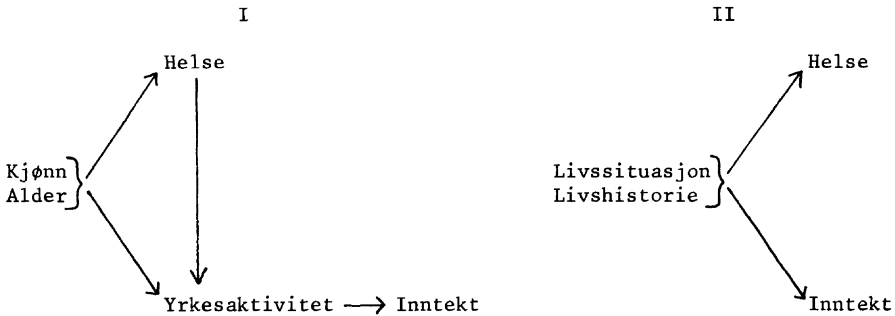 I
Helse
Kjønn
Alder
Yrkesaktivitet
Inntekt
II
Helse
Livssituasjon
Livshistorie
Inntekt